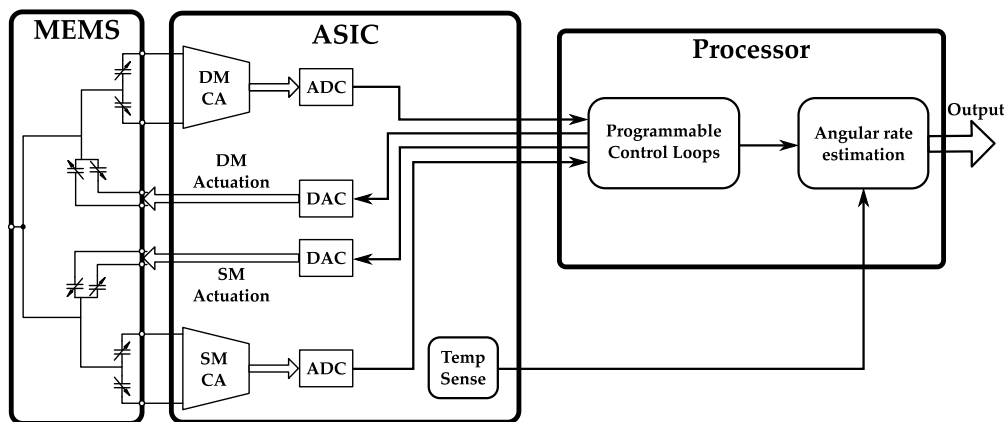 MEMS
ASIC
Processor
DM
CA
ADC
DM
Actuation
DAC
DAC
SM
Actuation
SM
CA
ADC
Temp
Sense
Programmable
Control Loops
Angular rate
estimation
Output